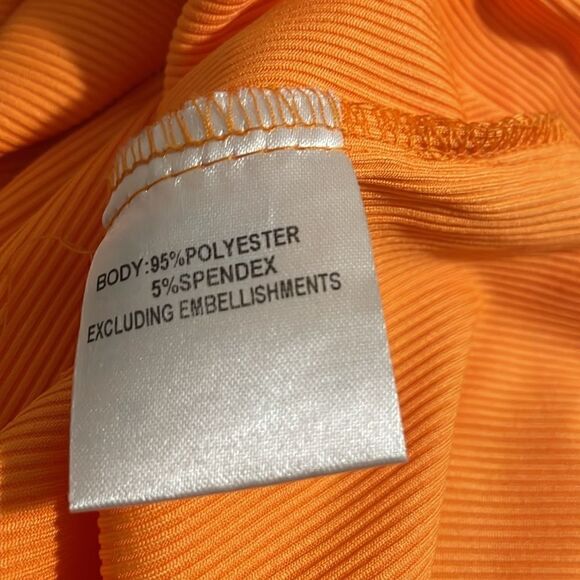 BODY:95%POLYESTER
5%SPENDEX
EXCLUDING EMBELLISHMENTS